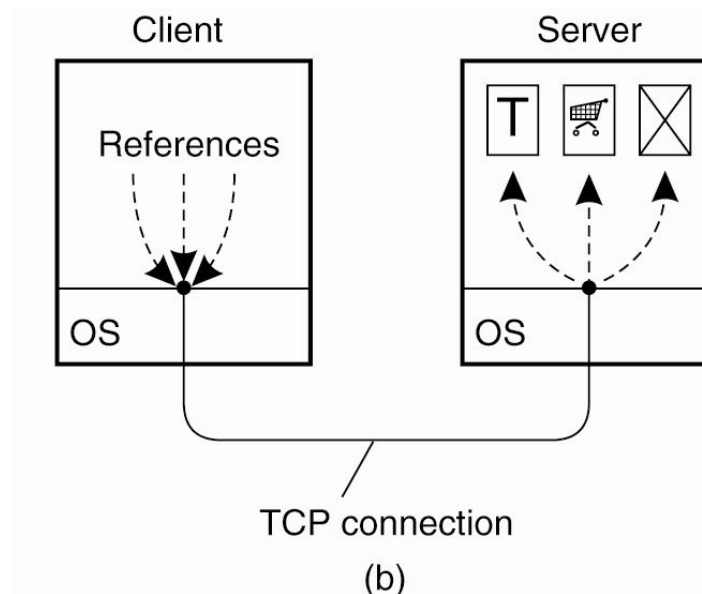 Client
Server
T
References
OS
OS
TCP connection
(b)